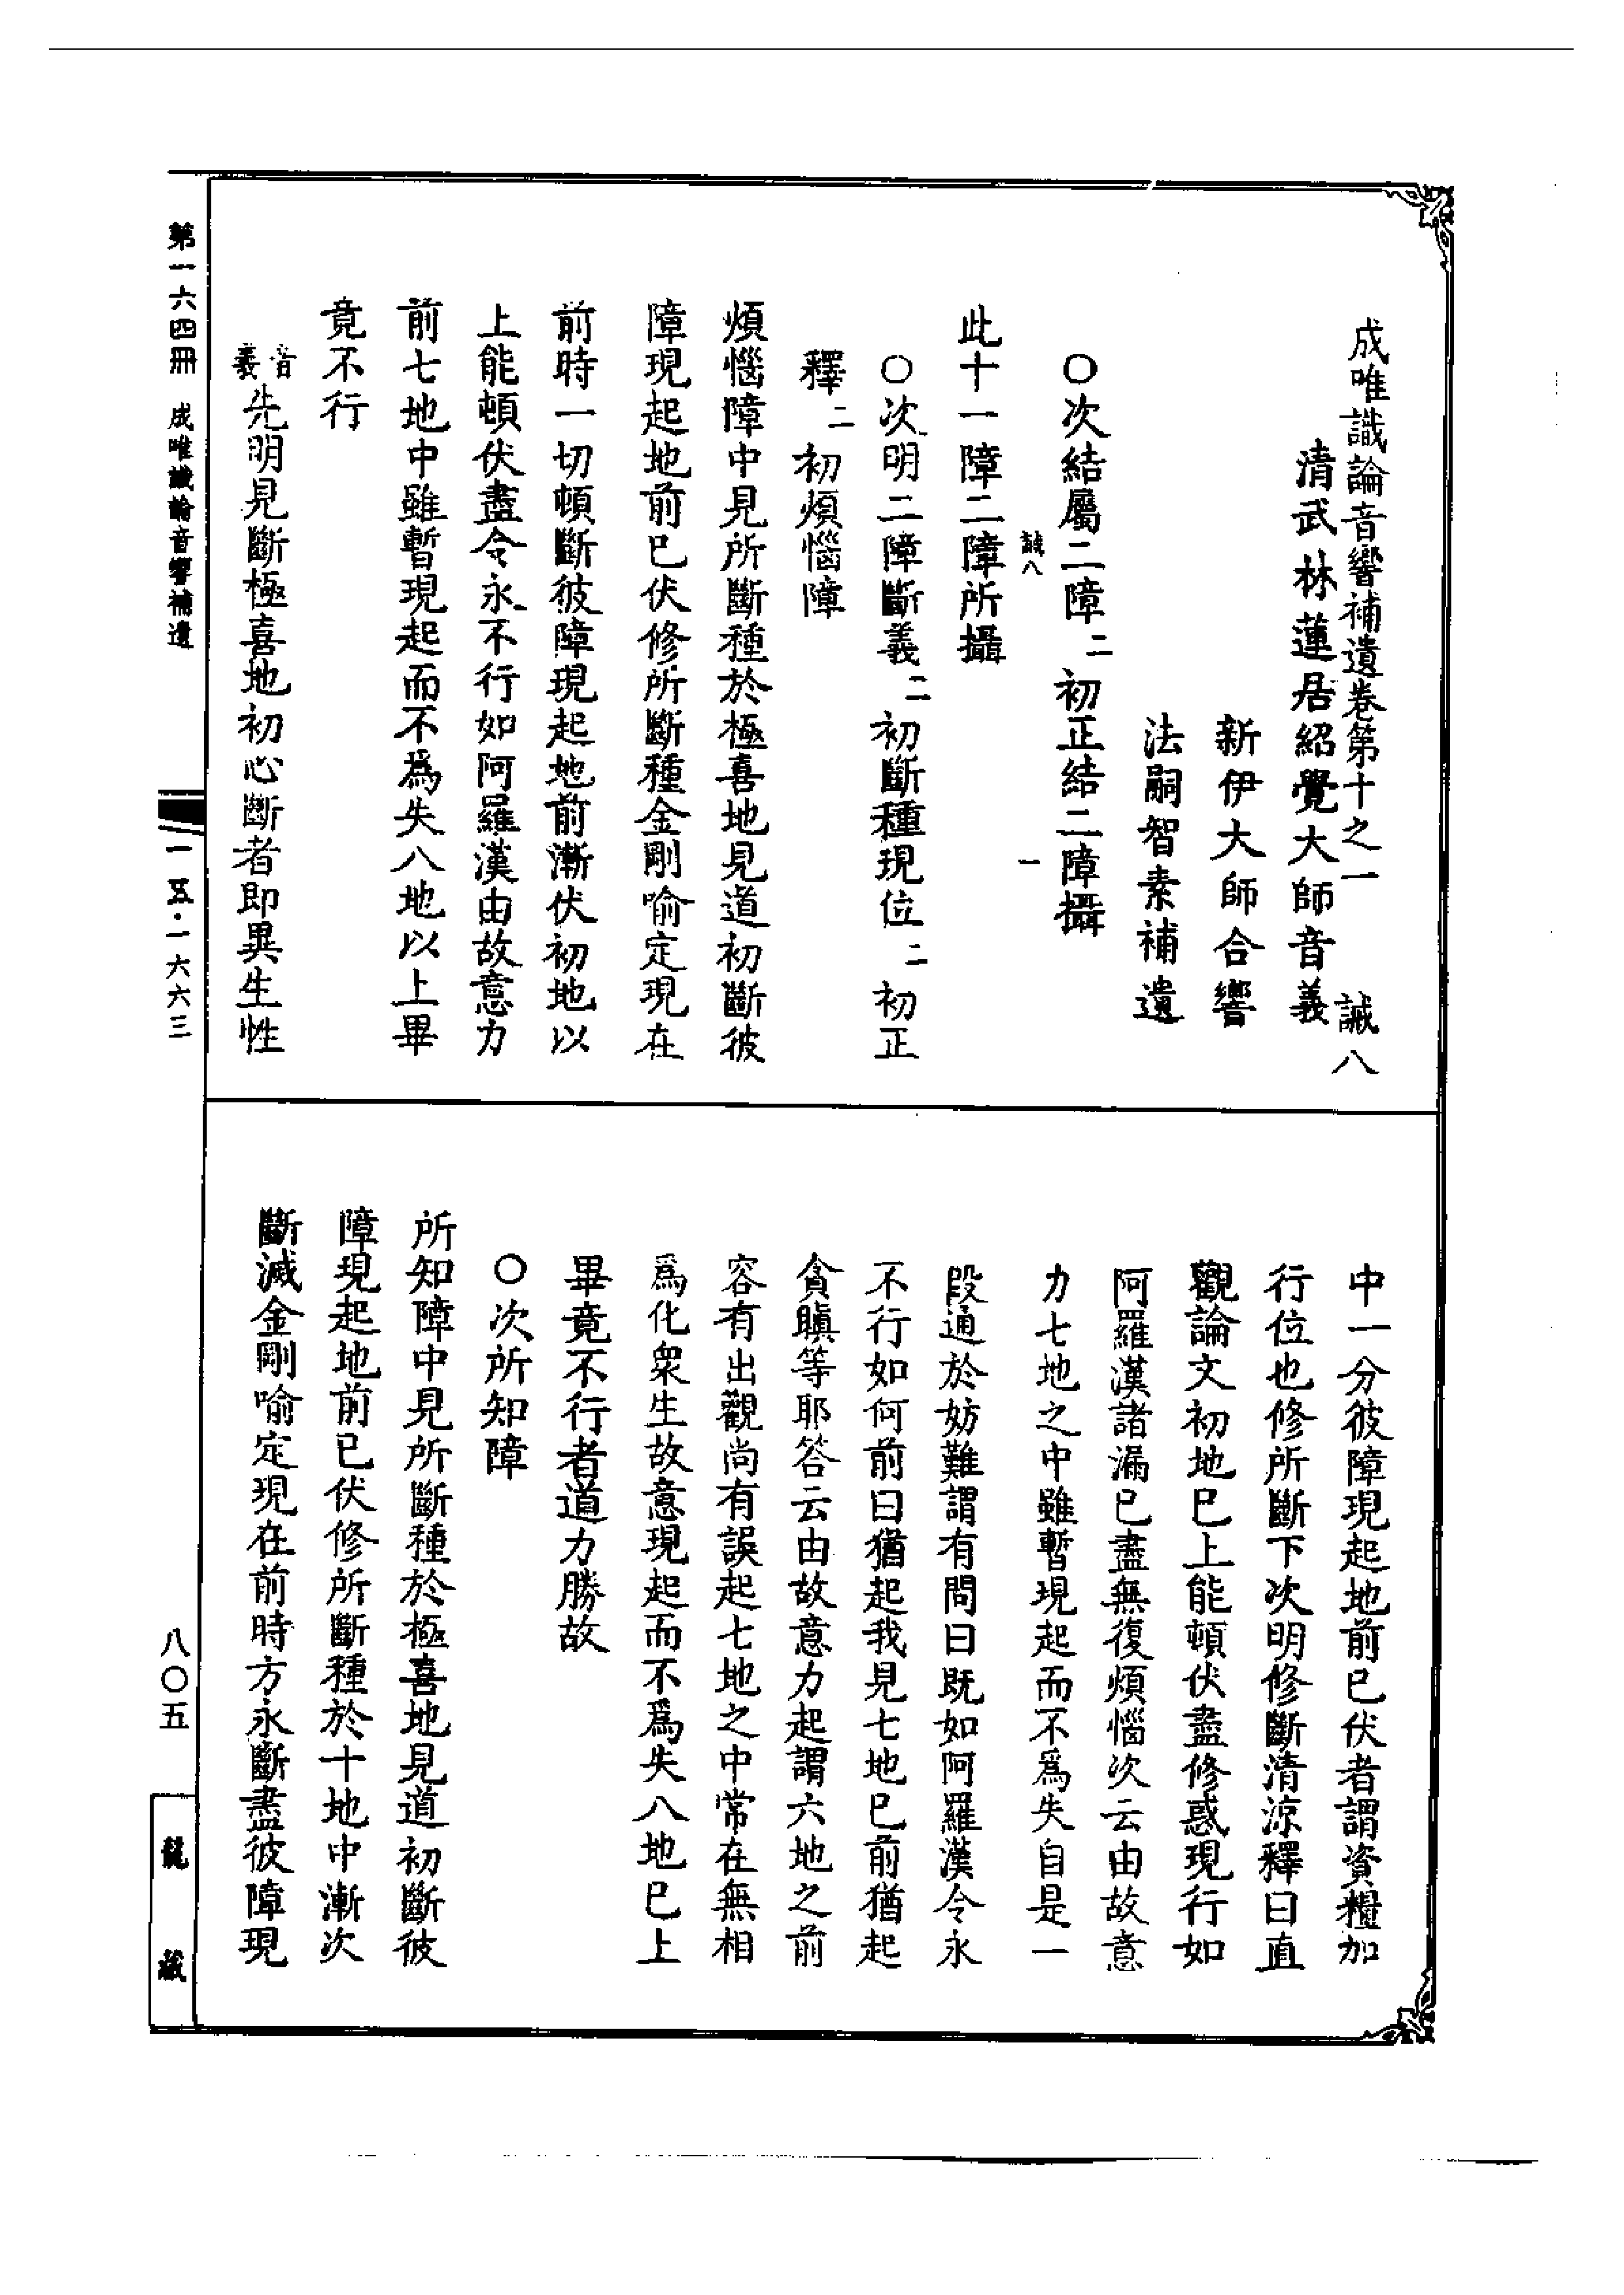 成唯識論音響補遺卷第十之一　誠八
清武林蓮居紹覺大師音義
新伊大師合響
法嗣智素補遺
○次結屬二障二初正結二障攝
誠八　一
此十一障二障所攝
○次明二障斷義二初斷種現位二初正
釋二初煩惱障
煩惱障中見所斷種於極喜地見道初斷彼
障現起地前已伏修所斷種金剛喻定現在
前時一切頓斷彼障現起地前漸伏初地以
上能頓伏盡令永不行如阿羅漢由故意力
前七地中雖暫現起而不爲失八地以上畢
竟不行
音義先明見斷極喜地初心斷者即異生性
中一分彼障現起地前已伏者謂資糧加
行位也修所斷下次明修斷清涼釋曰直
觀論文初地已上能頓伏盡修惑現行如
阿羅漢諸漏已盡無復煩惱次云由故意
力七地之中雖暫現起而不爲失自是一
段通於妨難謂有問曰既如阿羅漢令永
不行如何前曰猶起我見七地已前猶起
貪瞋等耶答云由故意力起謂六地之前
容有出觀尚有誤起七地之中常在無相
爲化衆生故意現起而不爲失八地已上
畢竟不行者道力勝故
○次所知障
所知障中見所斷種於極喜地見道初斷彼
障現起地前已伏修所斷種於十地中漸次
斷滅金剛喻定現在前時方永斷盡彼障現
第一六四冊　成唯識論音響補遺
一五·一六六三
八〇五
龍藏